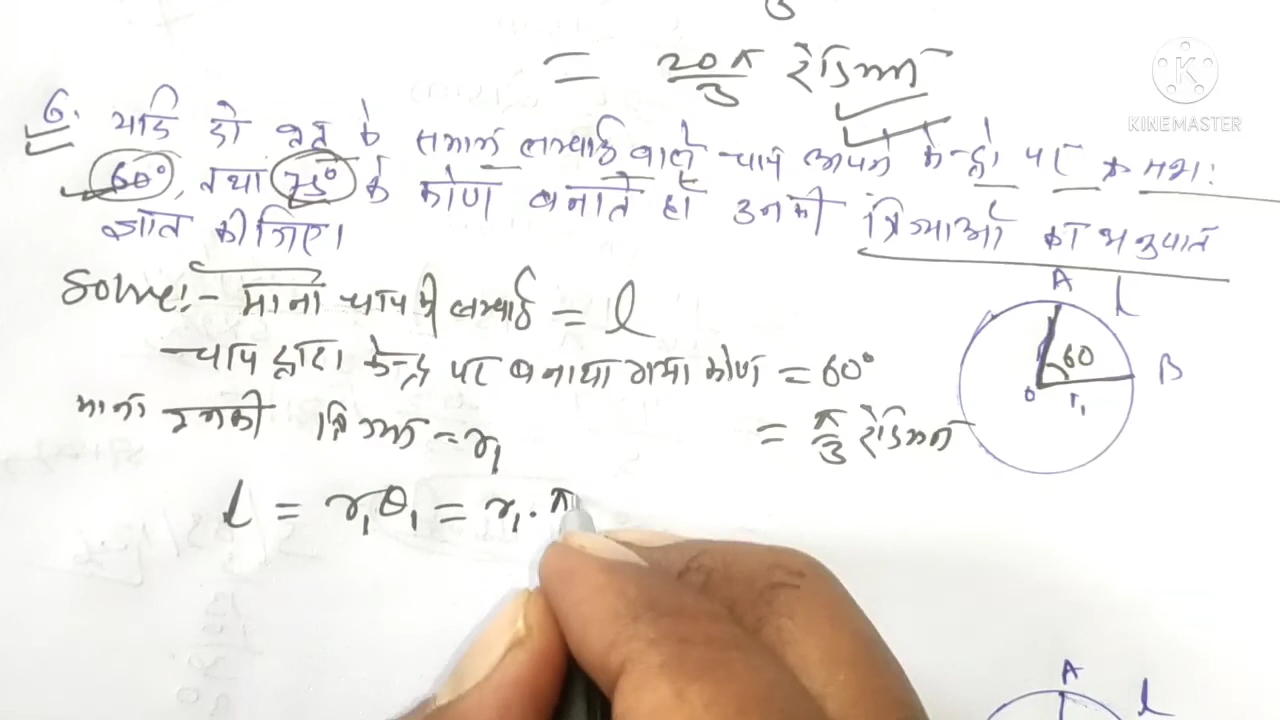 = 20π/3 रेडियन
K
KINEMASTER
6. यदि दो वृत्त के समान लम्बाई वाले चाप अपने केन्द्रों पर क्रमशः
60°, तथा 75° के कोण बनाते हों उनकी त्रिज्याओं का अनुपात
ज्ञात कीजिए।
Solve:- माना चाप की लम्बाई = l
चाप द्वारा केन्द्र पर बनाया गया कोण = 60°
माना इनकी त्रिज्या = r₁
= π/3 रेडियन
l = r₁θ₁ = r₁. π
A l
60
O r₁ B
A l